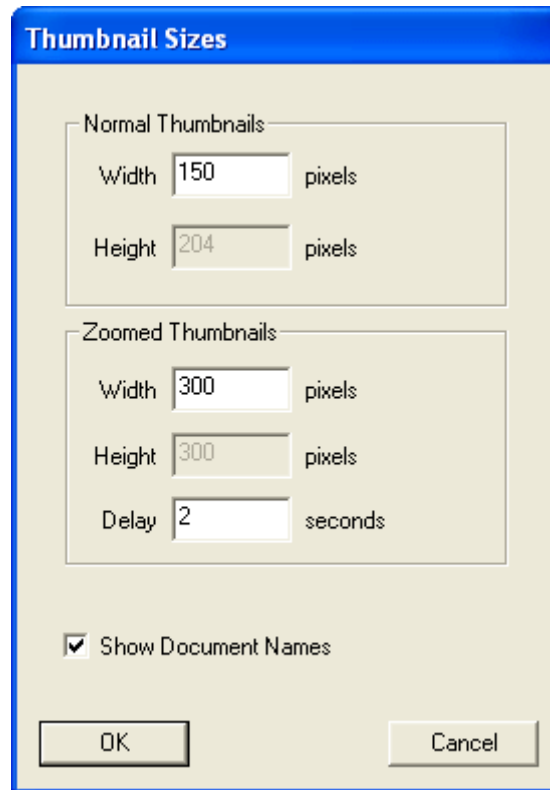 Thumbnail Sizes
Normal Thumbnails
Width 150 pixels
Height 204 pixels
Zoomed Thumbnails
Width 300 pixels
Height 300 pixels
Delay 2 seconds
Show Document Names
OK Cancel